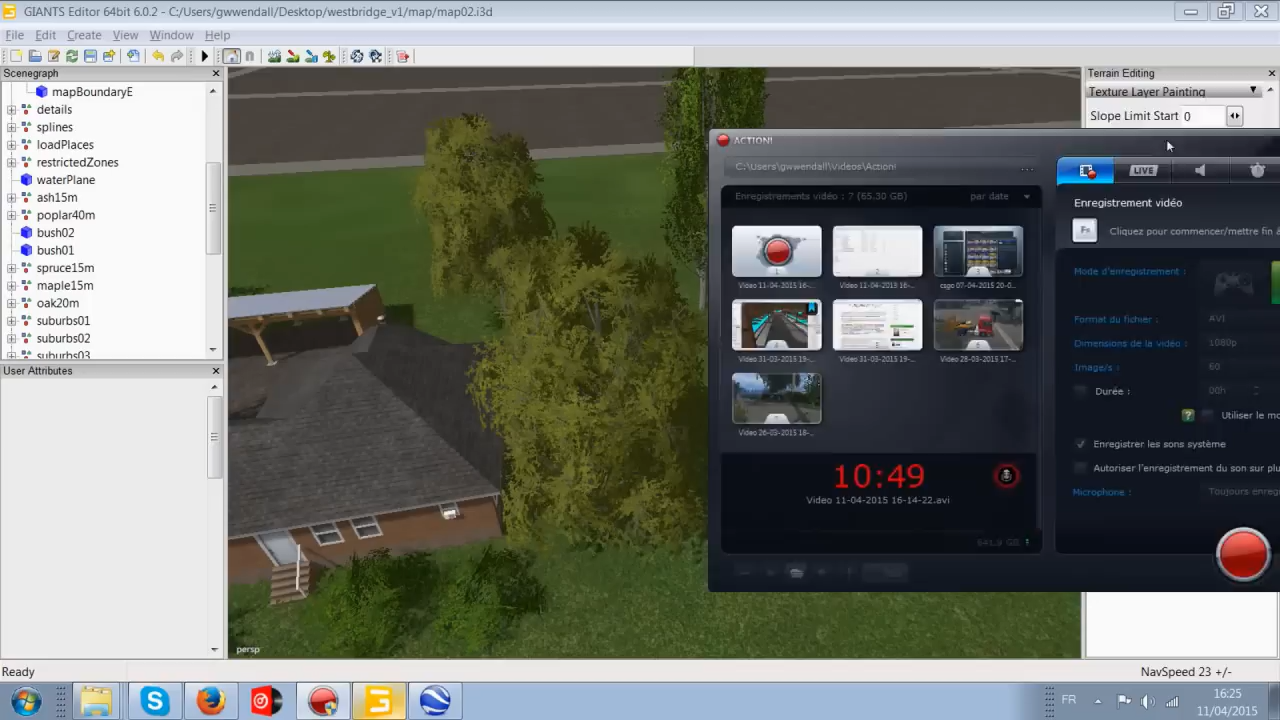 GIANTS Editor 64bit 6.0.2 - C:/Users/gwwendall/Desktop/westbridge_v1/map/map02.i3d
File Edit Create View Window Help
Scenegraph
mapBoundaryE
details
splines
loadPlaces
restrictedZones
waterPlane
ash15m
poplar40m
bush02
bush01
spruce15m
maple15m
oak20m
suburbs01
suburbs02
suburbs03
User Attributes
persp
Terrain Editing
Texture Layer Painting
Slope Limit Start 0
ACTION!
C:\Users\gwwendall\Videos\Action!
Enregistrements vidéo : 7 (65.30 GB) par date
Video 11-04-2015 16-...
Video 11-04-2015 16-...
csgo 07-04-2015 20-0...
Video 31-03-2015 19-...
Video 31-03-2015 19-...
Video 28-03-2015 17-...
Video 26-03-2015 18-...
10:49
Video 11-04-2015 16-14-22.avi
641.9 GB
LIVE
Enregistrement vidéo
Cliquez pour commencer/mettre fin à
Mode d'enregistrement :
Format du fichier : AVI
Dimensions de la vidéo : 1080p
Image/s : 60
Durée : 00h
? Utiliser le mo
Enregistrer les sons système
Autoriser l'enregistrement du son sur plu
Microphone : Toujours enreg
Ready
NavSpeed 23 +/-
FR
16:25
11/04/2015